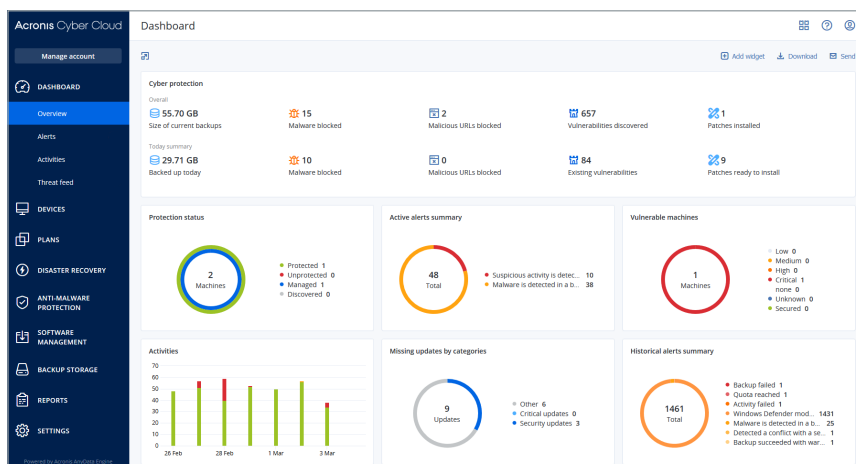 Acronis Cyber Cloud
Dashboard
Manage account
Add widget
Download
Send
DASHBOARD
Overview
Alerts
Activities
Threat feed
DEVICES
PLANS
DISASTER RECOVERY
ANTI-MALWARE
PROTECTION
SOFTWARE
MANAGEMENT
BACKUP STORAGE
REPORTS
SETTINGS
Powered by Acronis AnyData Engine
Cyber protection
Overall
55.70 GB
Size of current backups
15
Malware blocked
2
Malicious URLs blocked
657
Vulnerabilities discovered
1
Patches installed
Today summary
29.71 GB
Backed up today
10
Malware blocked
0
Malicious URLs blocked
84
Existing vulnerabilities
9
Patches ready to install
Protection status
2
Machines
Protected 1
Unprotected 0
Managed 1
Discovered 0
Active alerts summary
48
Total
Suspicious activity is detec... 10
Malware is detected in a b... 38
Vulnerable machines
1
Machines
Low 0
Medium 0
High 0
Critical 1
none 0
Unknown 0
Secured 0
Activities
70
60
50
40
30
20
10
0
26 Feb
28 Feb
1 Mar
3 Mar
Missing updates by categories
9
Updates
Other 6
Critical updates 0
Security updates 3
Historical alerts summary
1461
Total
Backup failed 1
Quota reached 1
Activity failed 1
Windows Defender mod... 1431
Malware is detected in a b... 25
Detected a conflict with a se... 1
Backup succeeded with war... 1